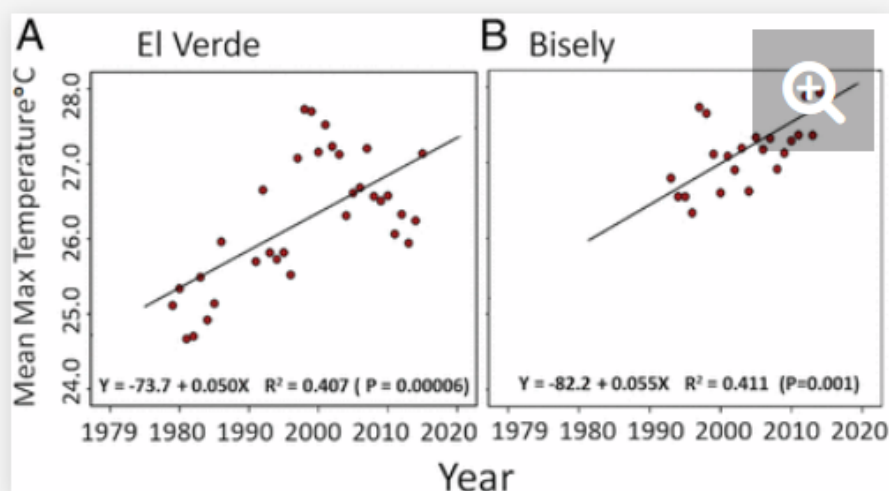 A El Verde
B Bisely
Mean Max Temperature°C
28.0
27.0
26.0
25.0
24.0
Y = -73.7 + 0.050X R² = 0.407 ( P = 0.00006)
Y = -82.2 + 0.055X R² = 0.411 (P=0.001)
1979 1980 1990 2000 2010 2020
1979 1980 1990 2000 2010 2020
Year